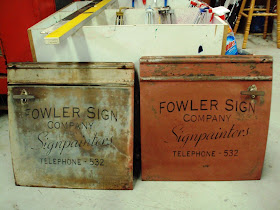 FOWLER SIGN
COMPANY
Signpainters
TELEPHONE - 532
FOWLER SIGN
COMPANY
Signpainters
TELEPHONE - 532